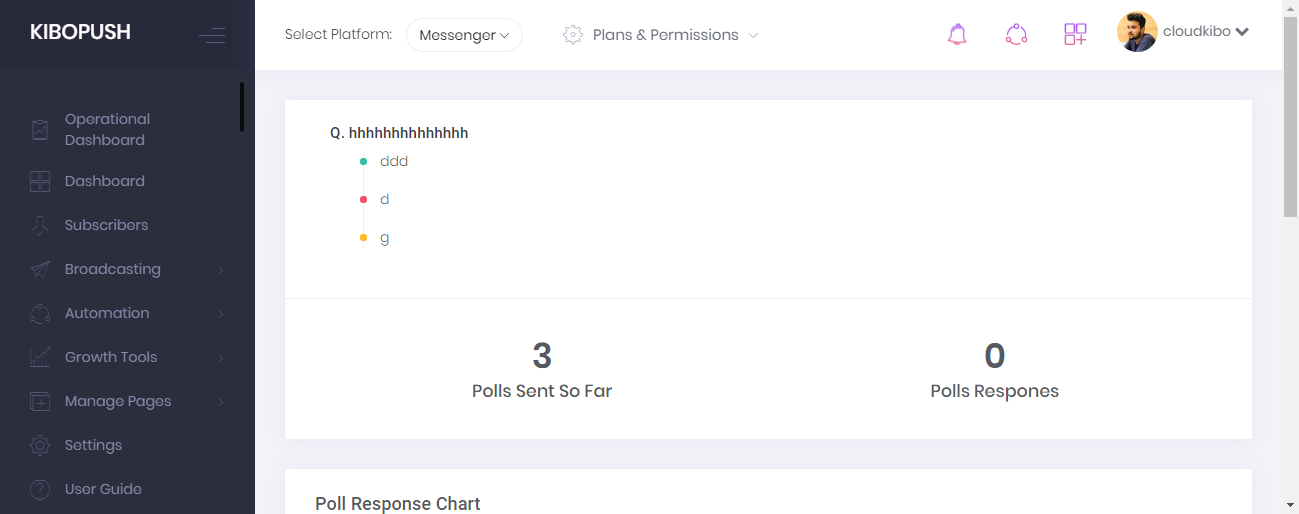 KIBOPUSH
Select Platform: Messenger Plans & Permissions cloudkibo
Operational
Dashboard
Dashboard
Subscribers
Broadcasting
Automation
Growth Tools
Manage Pages
Settings
User Guide
Q. hhhhhhhhhhhhhh
ddd
d
g
3
Polls Sent So Far
0
Polls Respones
Poll Response Chart